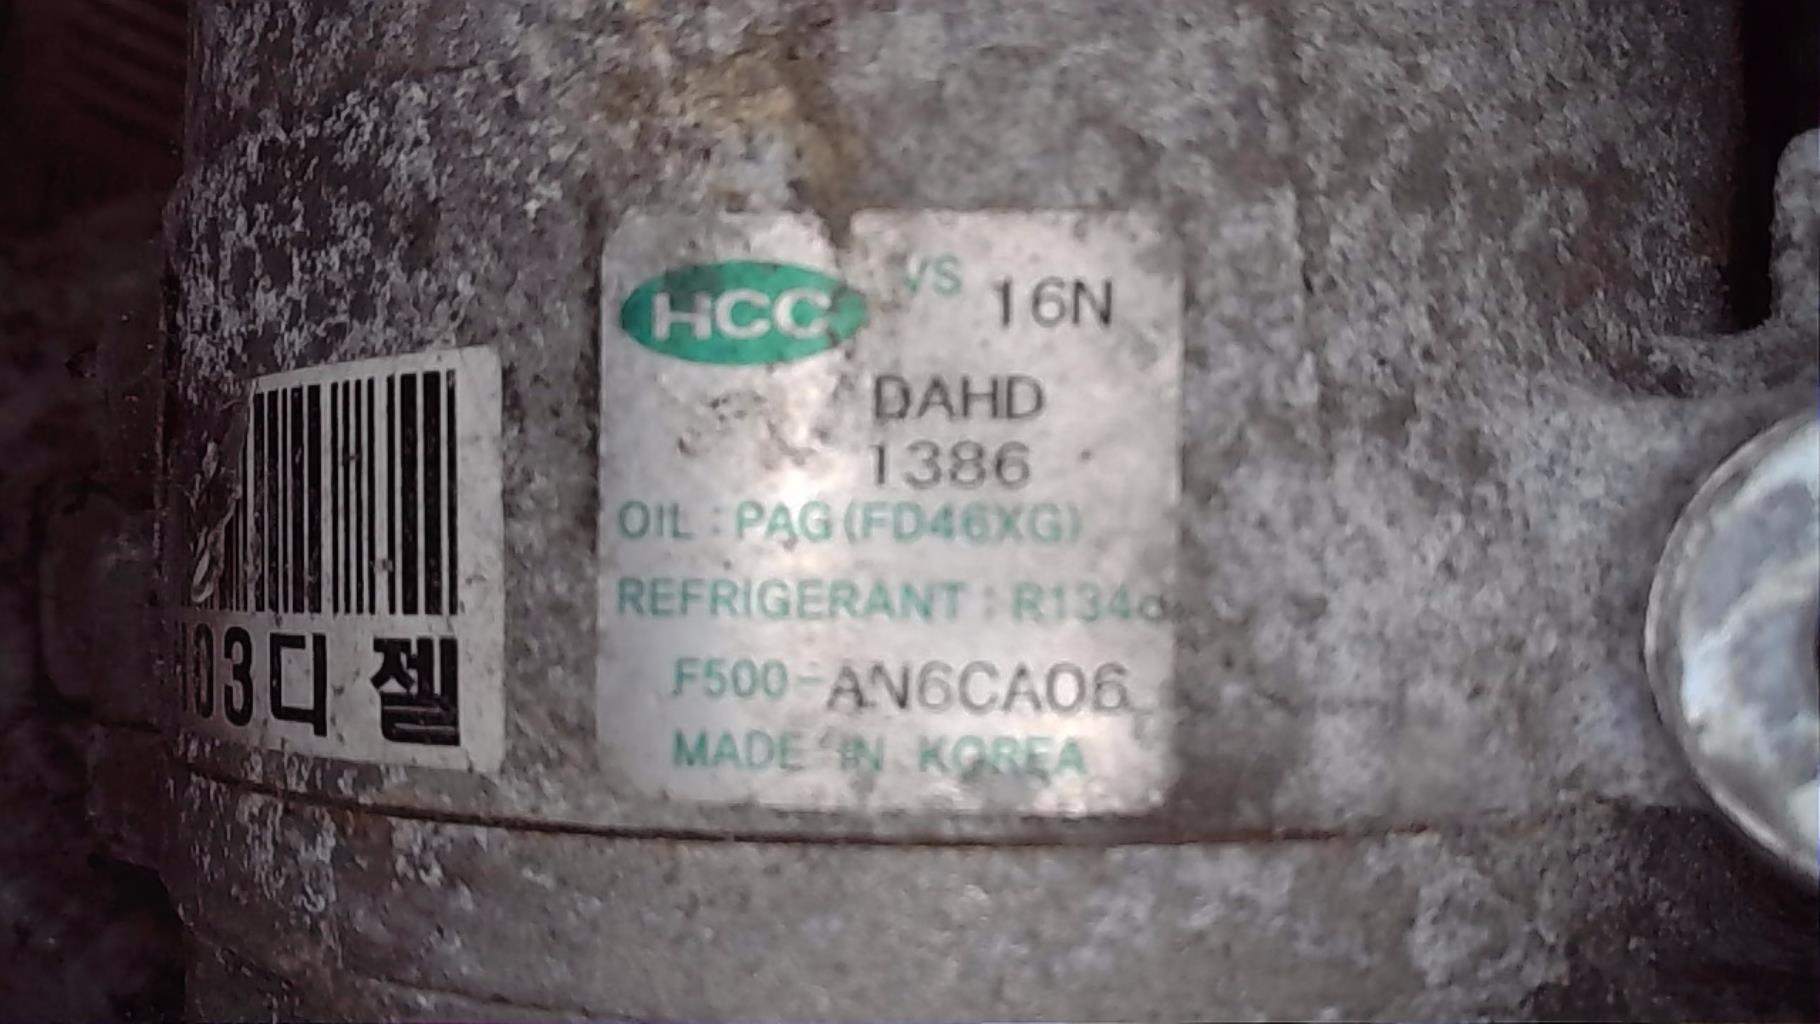 HCC VS 16N
DAHD
1386
OIL : PAG (FD46XG)
REFRIGERANT : R134a
F500-AN6CA06
MADE IN KOREA
H03디젤